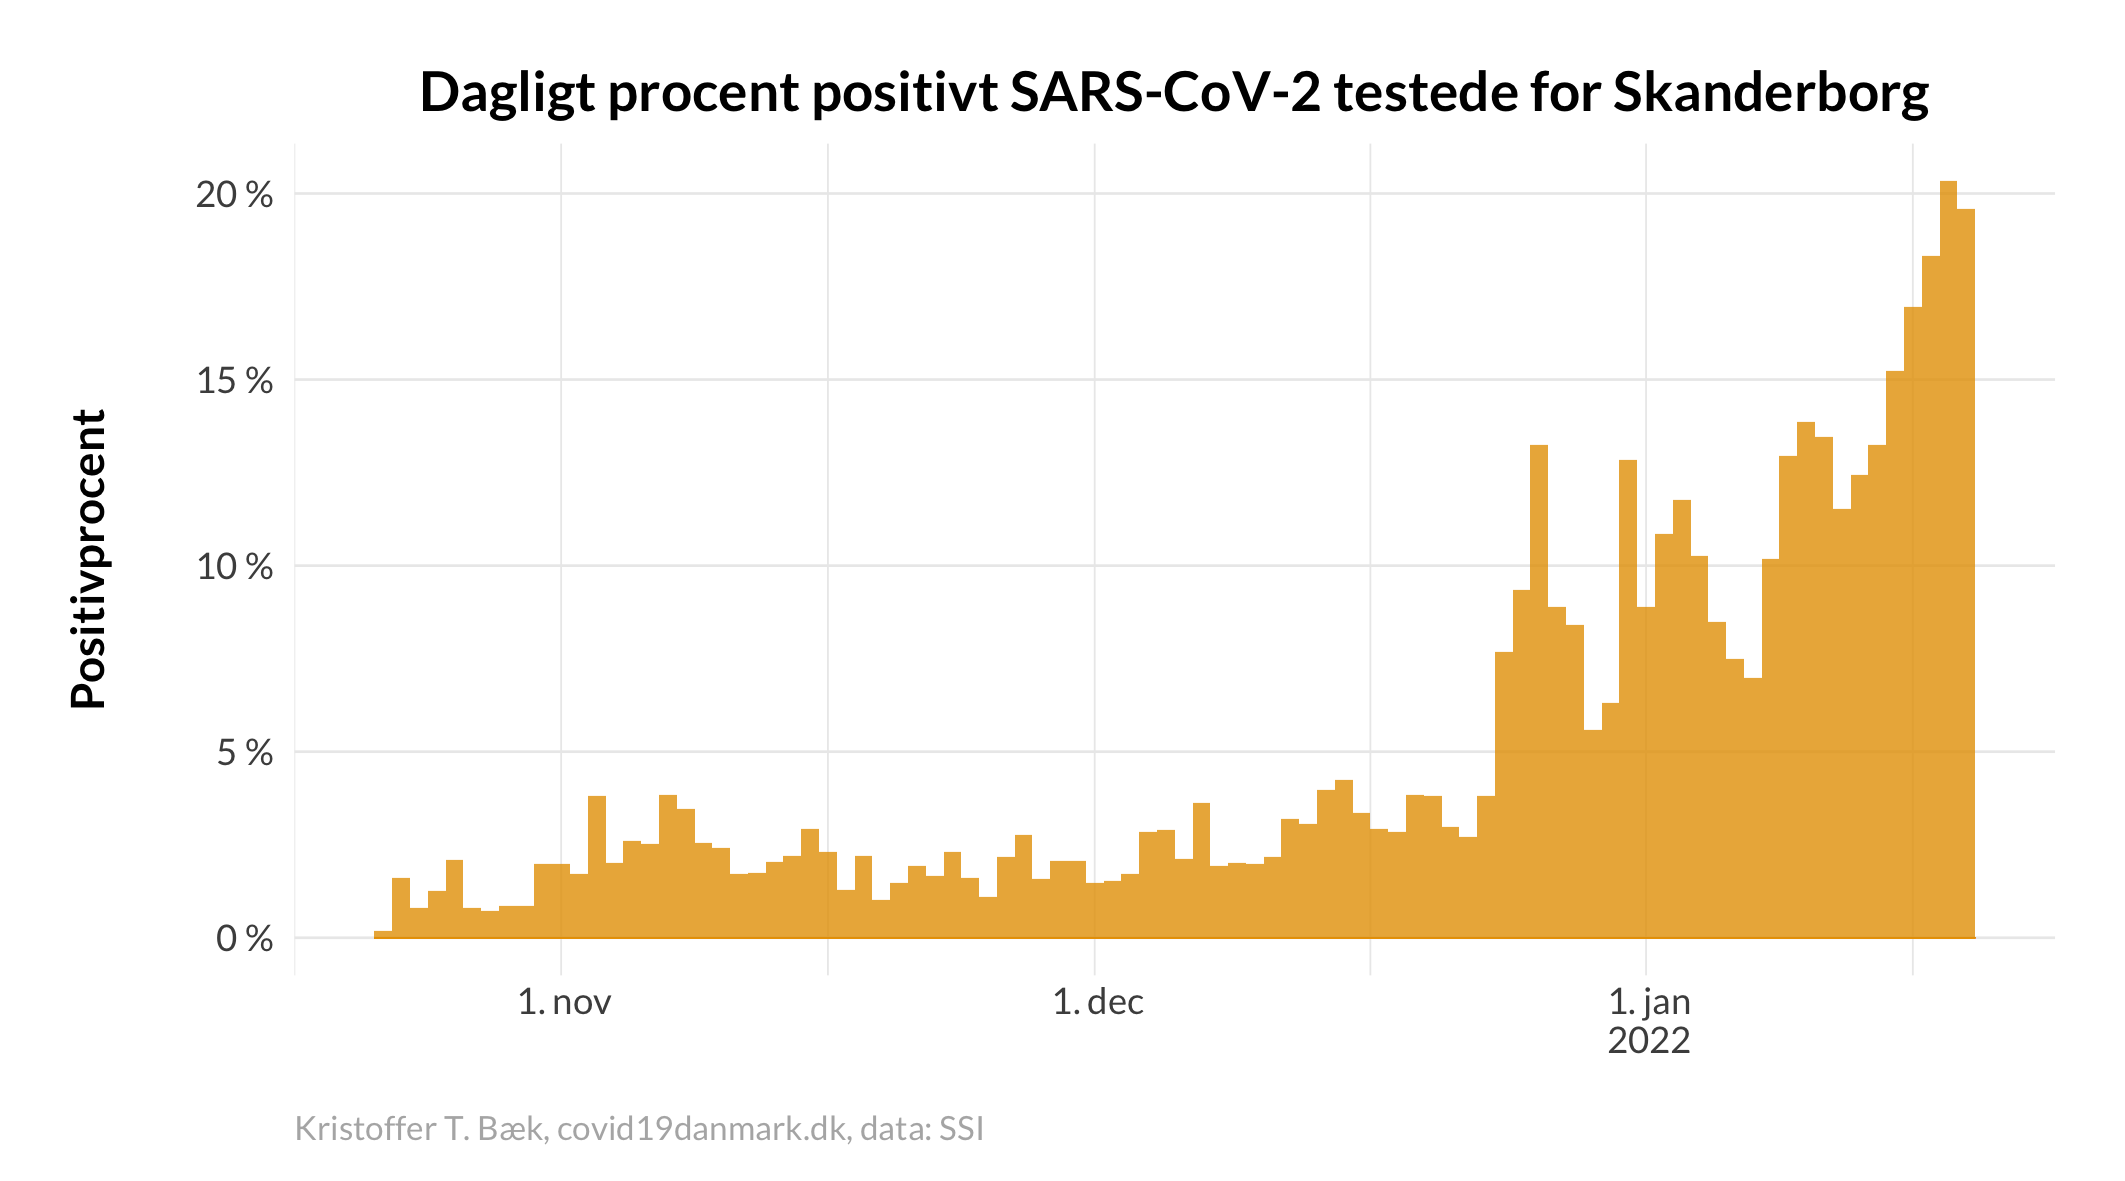 Dagligt procent positivt SARS-CoV-2 testede for Skanderborg
Positivprocent
20 %
15 %
10 %
5 %
0 %
1. nov
1. dec
1. jan
2022
Kristoffer T. Bæk, covid19danmark.dk, data: SSI